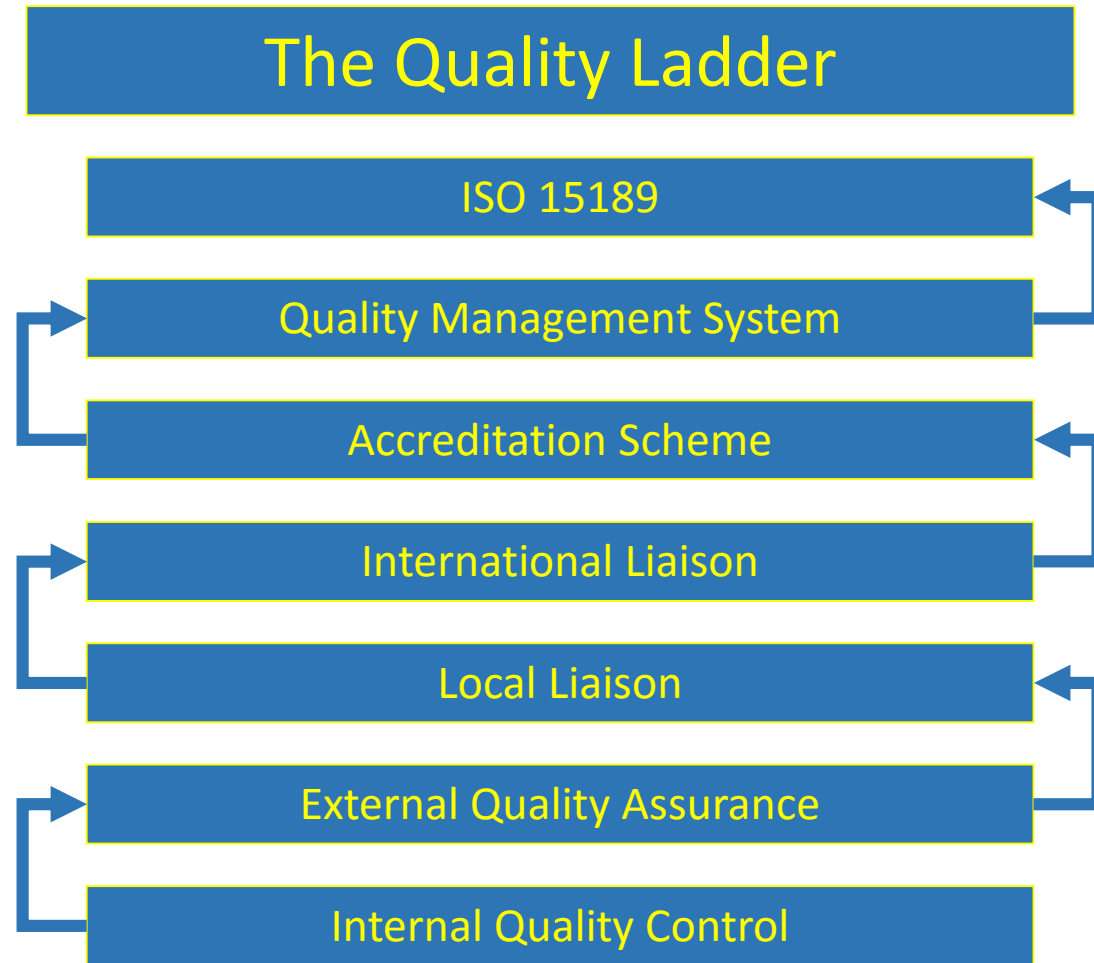 The Quality Ladder
ISO 15189
Quality Management System
Accreditation Scheme
International Liaison
Local Liaison
External Quality Assurance
Internal Quality Control